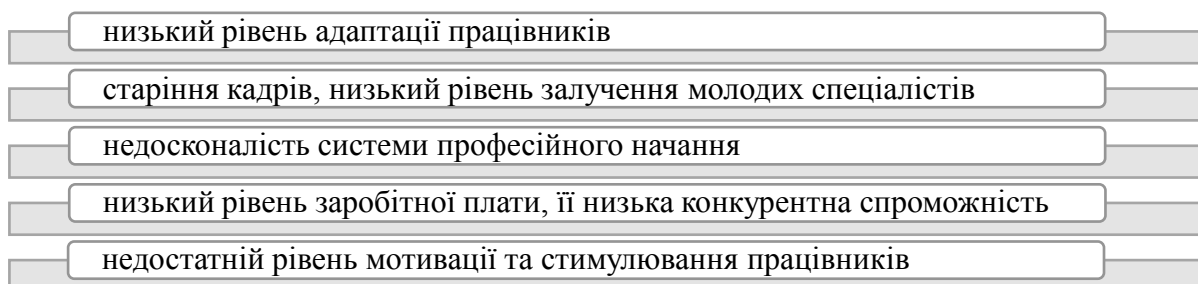 низький рівень адаптації працівників
старіння кадрів, низький рівень залучення молодих спеціалістів
недосконалість системи професійного начання
низький рівень заробітної плати, її низька конкурентна спроможність
недостатній рівень мотивації та стимулювання працівників